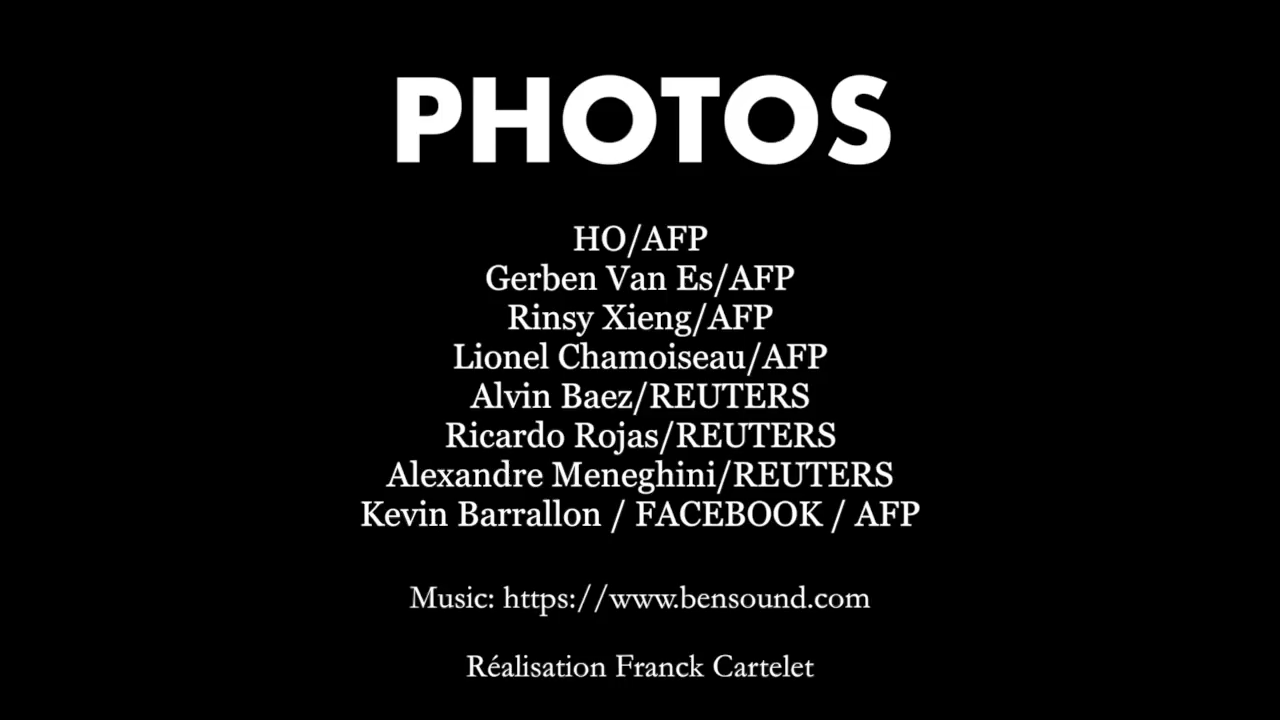 PHOTOS
HO/AFP
Gerben Van Es/AFP
Rinsy Xieng/AFP
Lionel Chamoiseau/AFP
Alvin Baez/REUTERS
Ricardo Rojas/REUTERS
Alexandre Meneghini/REUTERS
Kevin Barrallon / FACEBOOK / AFP
Music: https://www.bensound.com
Réalisation Franck Cartelet